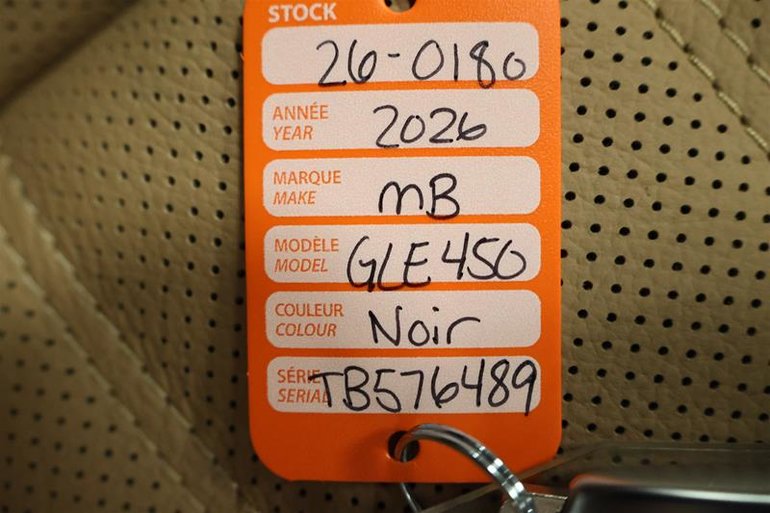 STOCK
26-0180
ANNÉE
YEAR
2026
MARQUE
MAKE
MB
MODÈLE
MODEL
GLE450
COULEUR
COLOUR
Noir
SÉRIE
SERIAL
TB576489